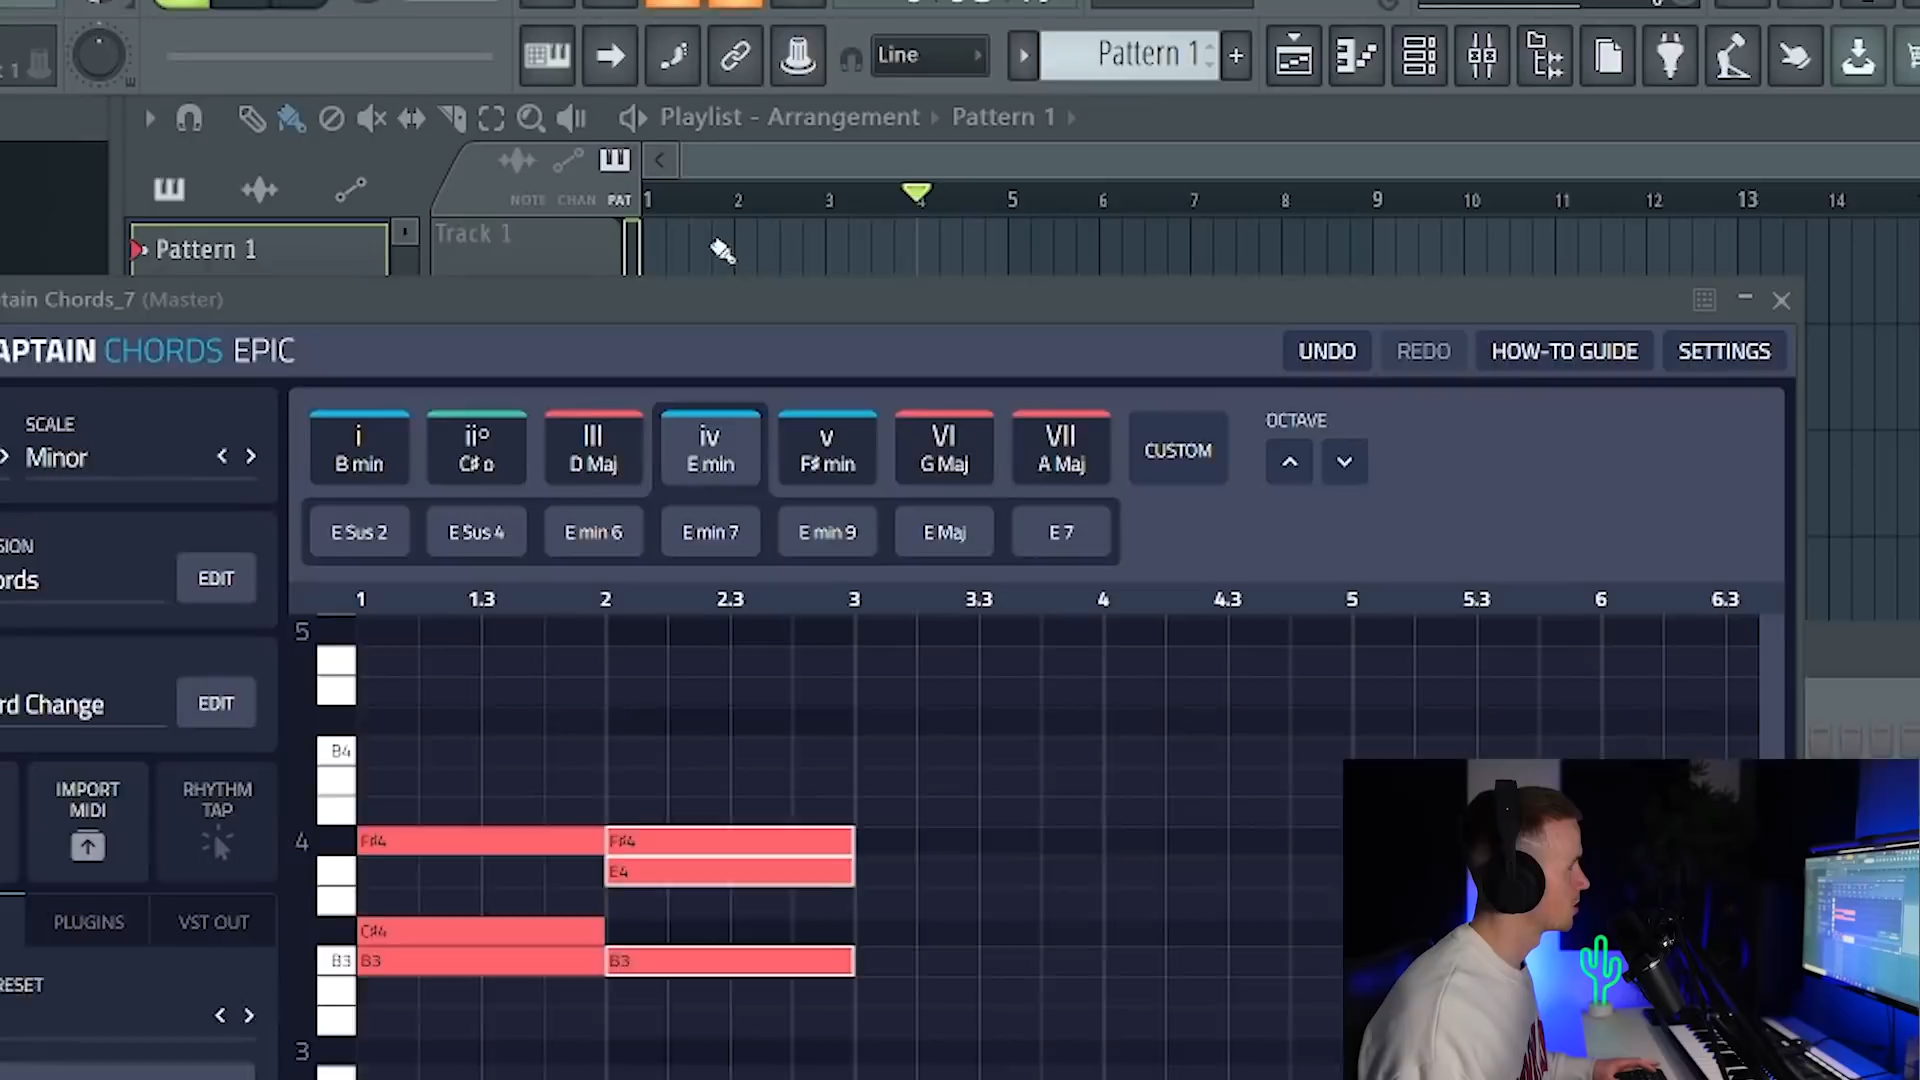 Line
Pattern 1
+
Playlist - Arrangement
Pattern 1
NOTE CHAN PAT
1 2 3 4 5 6 7 8 9 10 11 12 13 14
Pattern 1
Track 1
tain Chords_7 (Master)
APTAIN CHORDS EPIC
UNDO
REDO
HOW-TO GUIDE
SETTINGS
SCALE
Minor
i
B min
ii°
C♯ o
III
D Maj
iv
E min
v
F♯ min
VI
G Maj
VII
A Maj
CUSTOM
OCTAVE
E Sus 2
E Sus 4
E min 6
E min 7
E min 9
E Maj
E 7
SION
ords
EDIT
rd Change
EDIT
IMPORT
MIDI
RHYTHM
TAP
PLUGINS
VST OUT
RESET
1 1.3 2 2.3 3 3.3 4 4.3 5 5.3 6 6.3
5
B4
4
F♯4
F♯4
E4
C♯4
B3
B3
B3
3